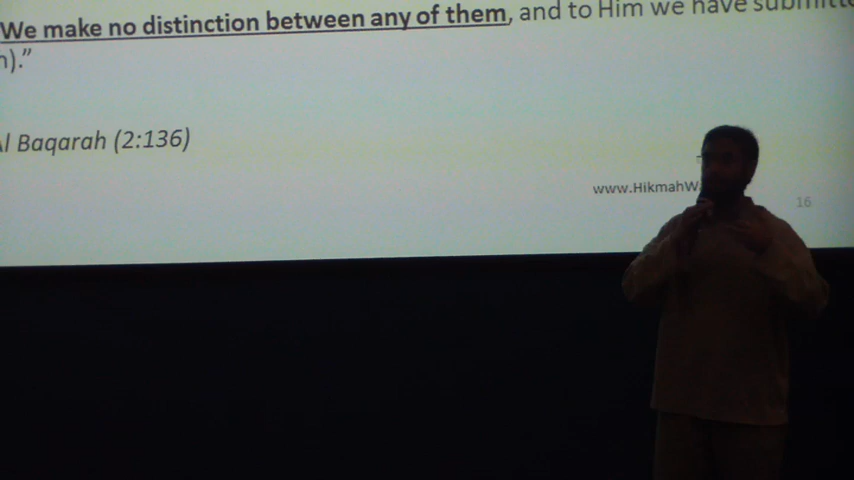 We make no distinction between any of them, and to Him we have submitt
n).”
Al Baqarah (2:136)
www.HikmahW
16